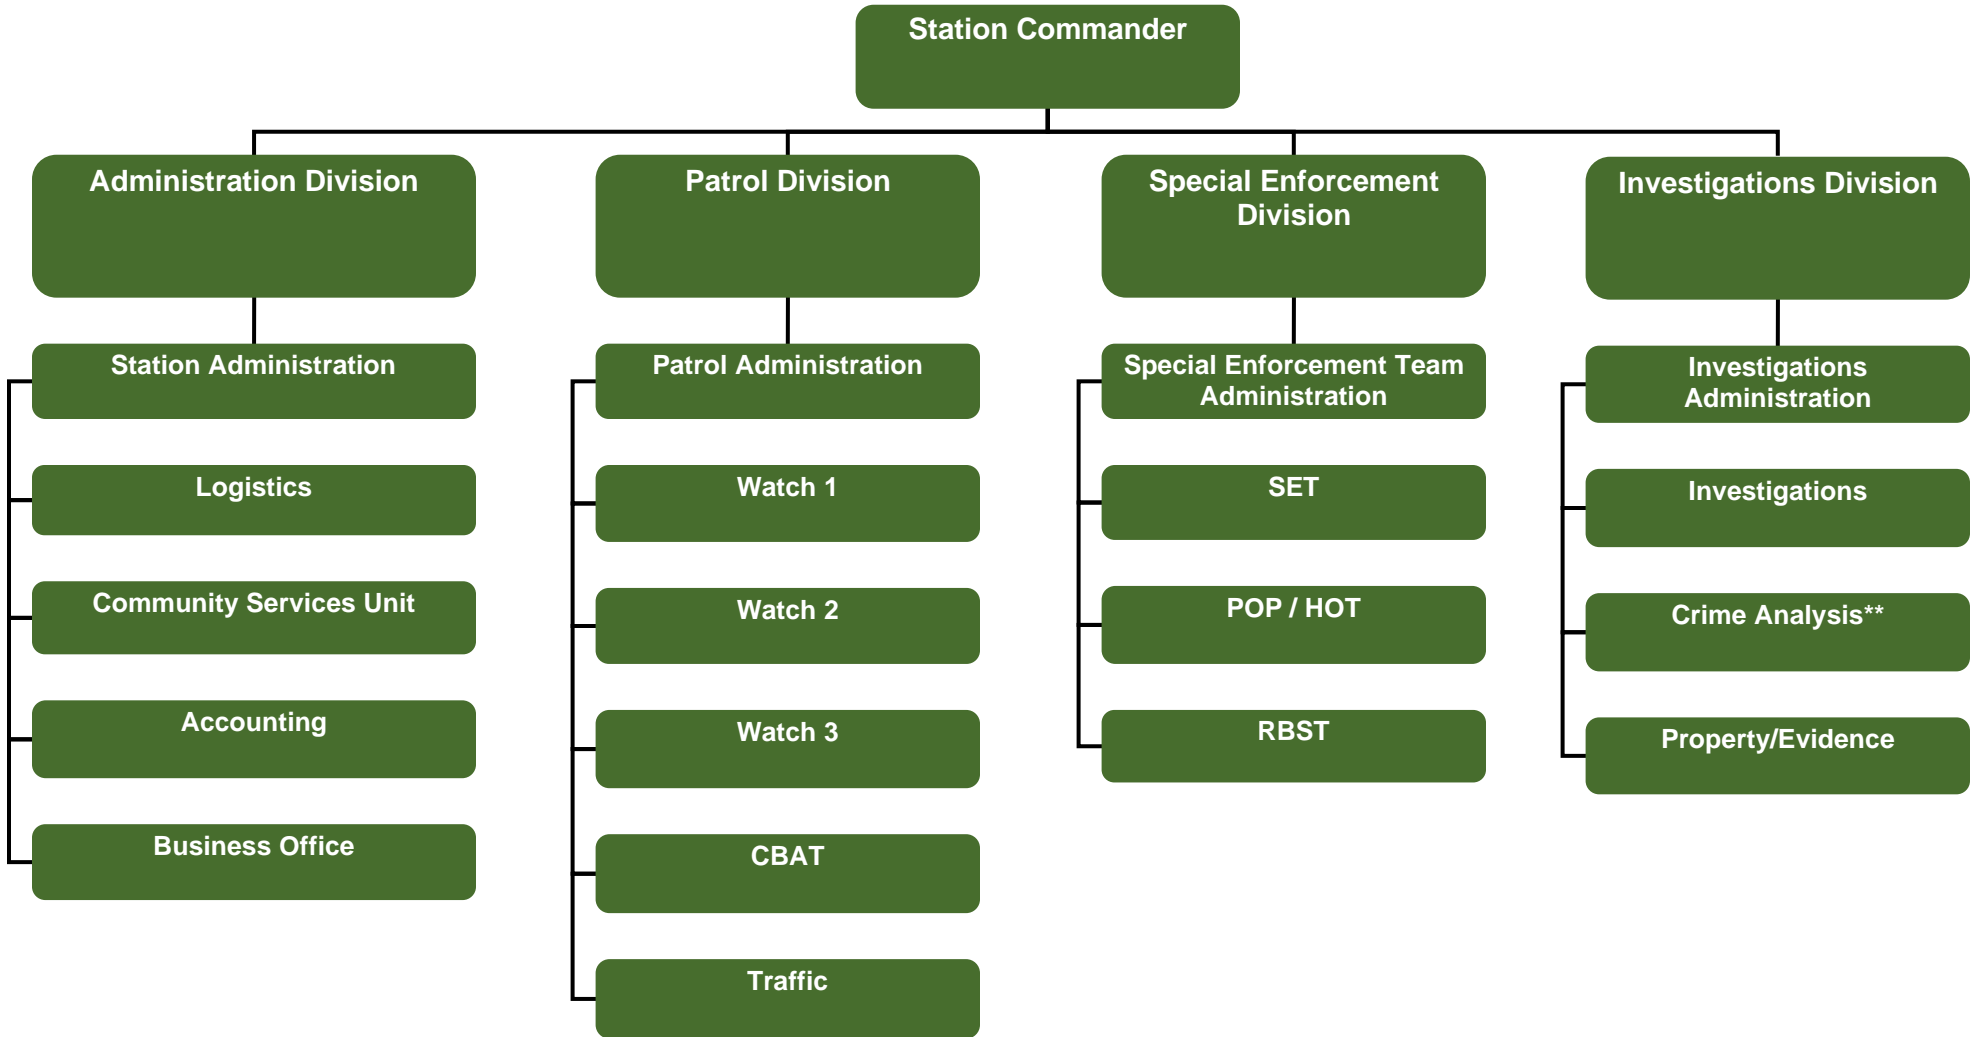 Station Commander
Administration Division
Station Administration
Logistics
Community Services Unit
Accounting
Business Office
Patrol Division
Patrol Administration
Watch 1
Watch 2
Watch 3
CBAT
Traffic
Special Enforcement
Division
Special Enforcement Team
Administration
SET
POP / HOT
RBST
Investigations Division
Investigations
Administration
Investigations
Crime Analysis**
Property/Evidence